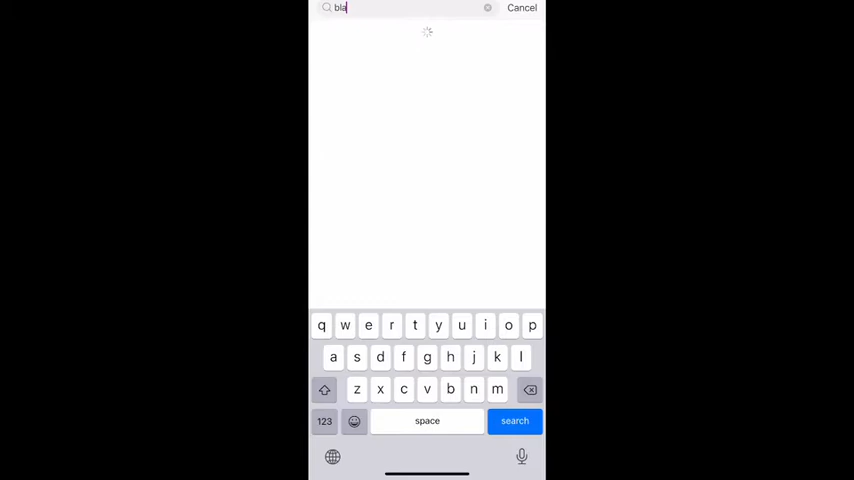 bla
Cancel
q w e r t y u i o p
a s d f g h j k l
z x c v b n m
123 space search